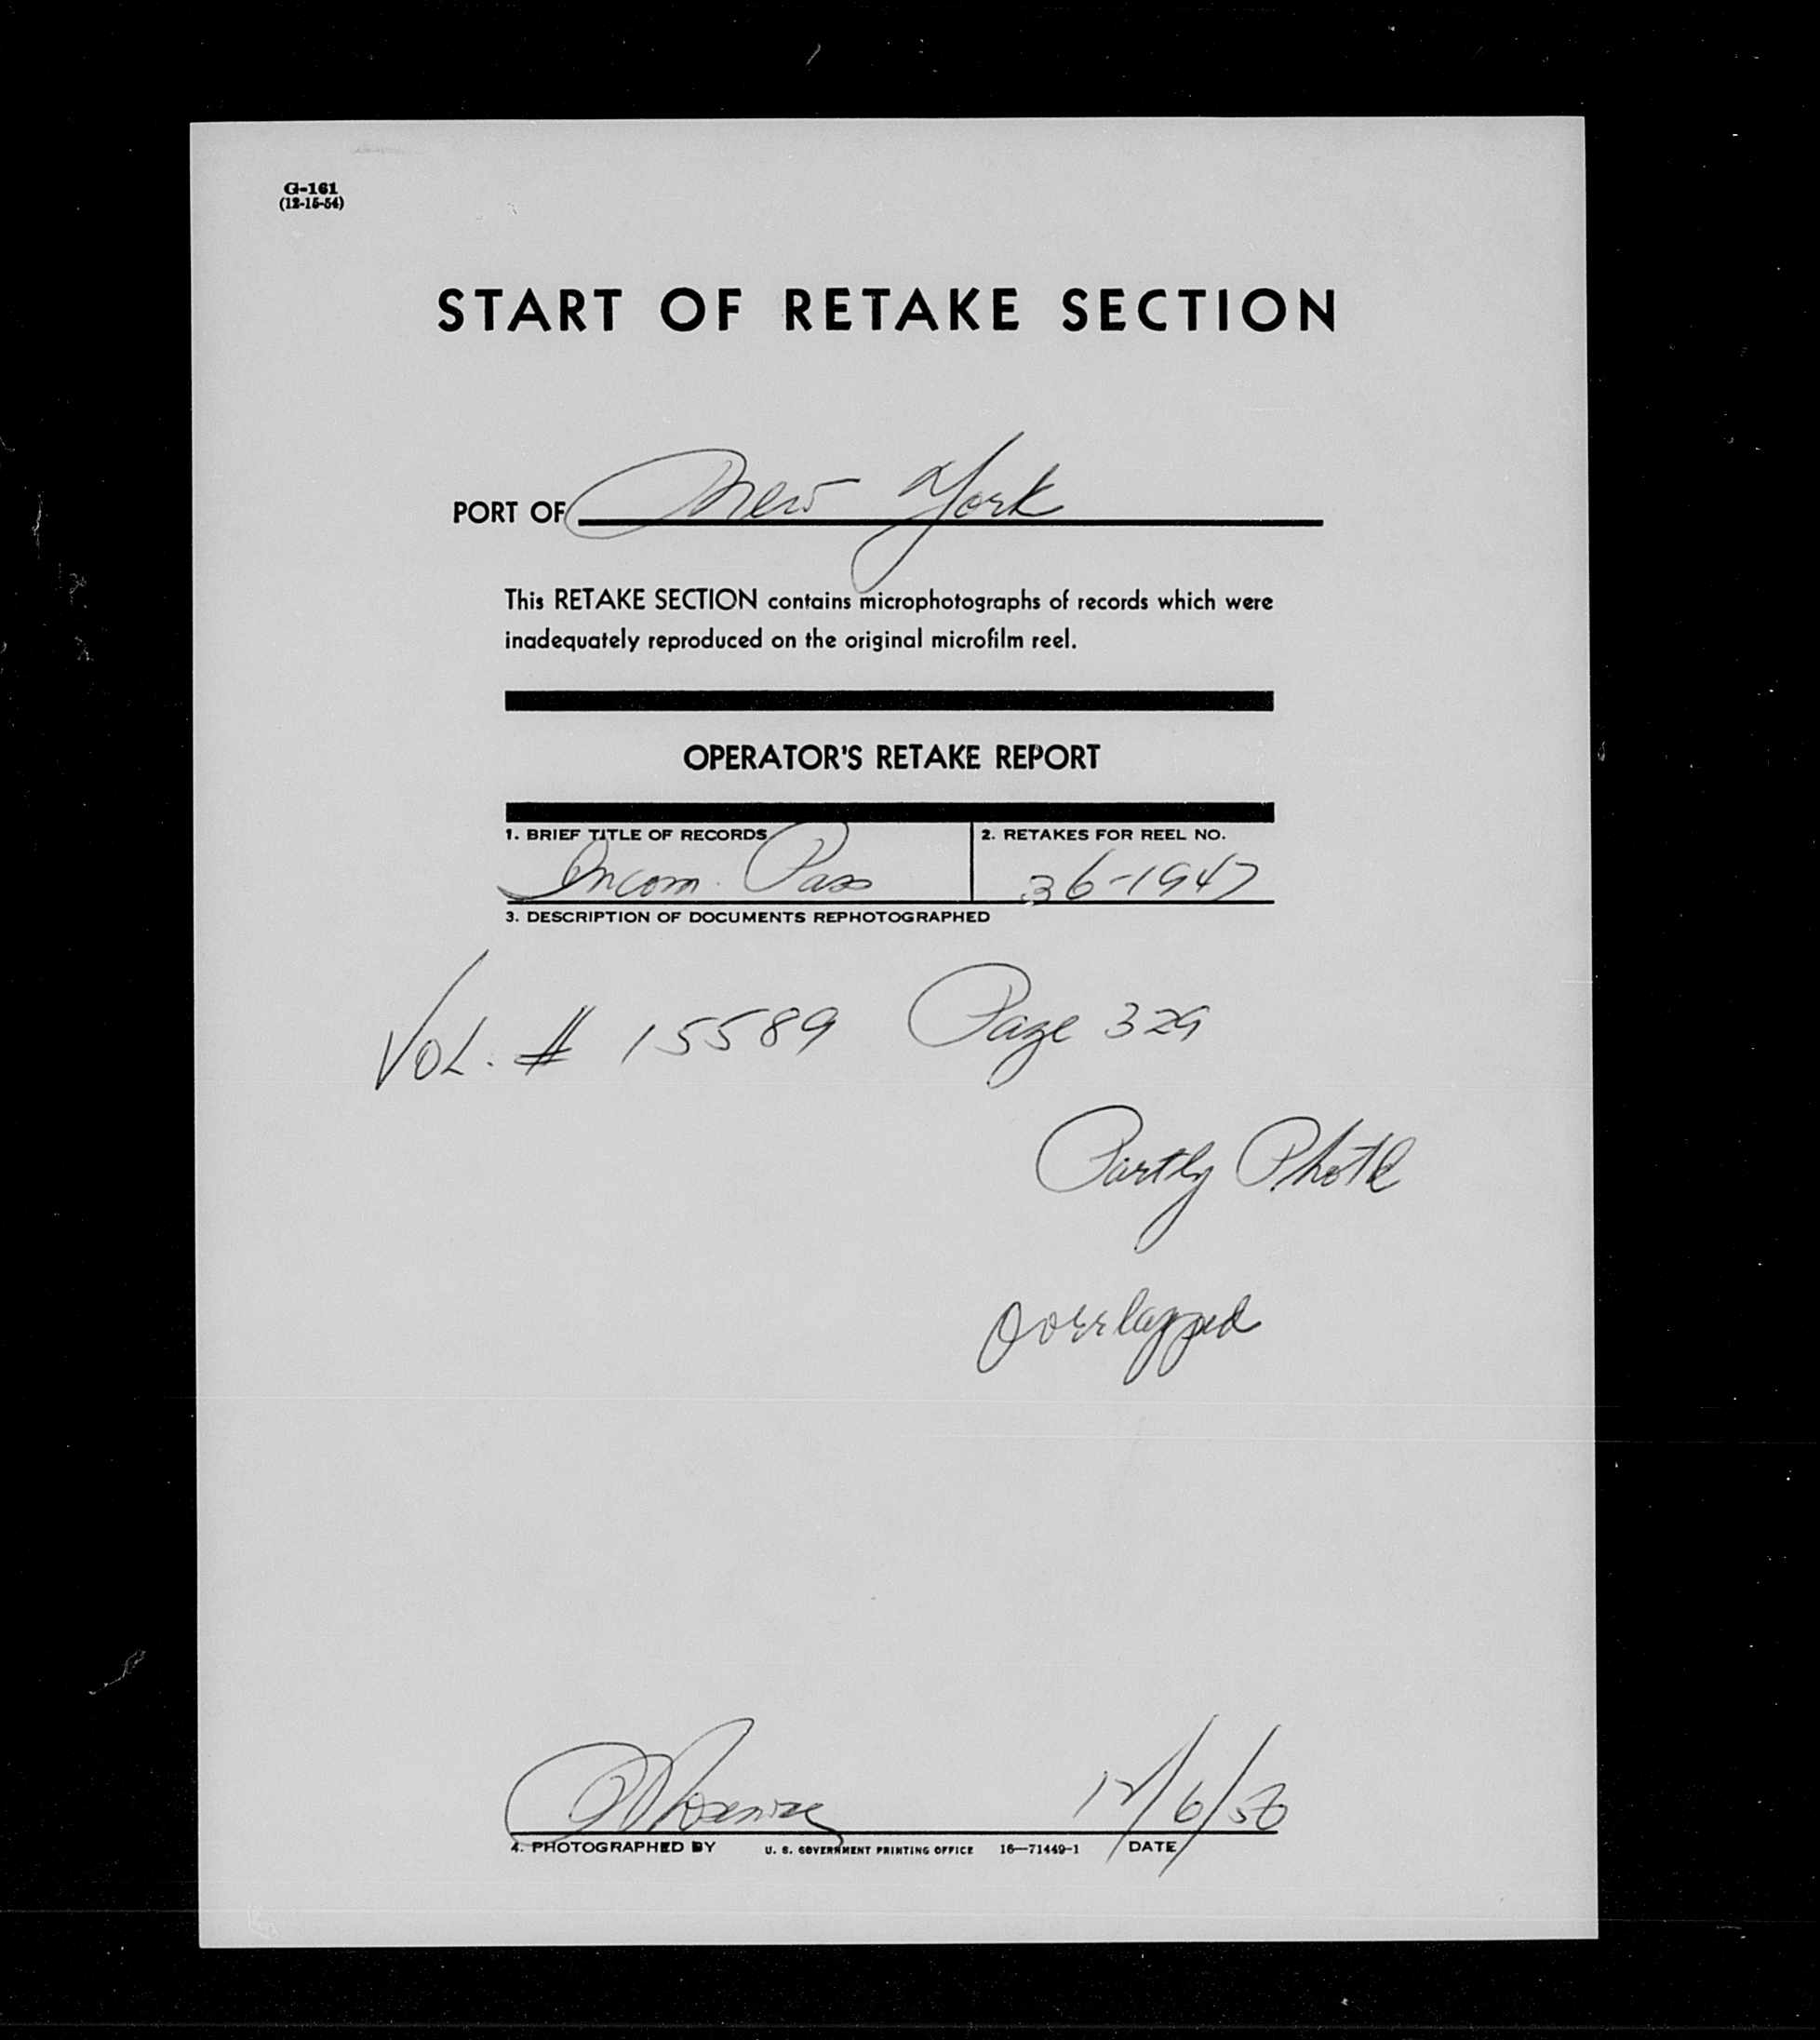 G-161
(12-15-54)
START OF RETAKE SECTION
PORT OF New York
This RETAKE SECTION contains microphotographs of records which were
inadequately reproduced on the original microfilm reel.
OPERATOR'S RETAKE REPORT
1. BRIEF TITLE OF RECORDS 2. RETAKES FOR REEL NO.
Incom. Pass 36-1947
3. DESCRIPTION OF DOCUMENTS REPHOTOGRAPHED
VOL. # 15589 Page 329
Partly Photd
Overlapped
12/6/56
4. PHOTOGRAPHED BY U. S. GOVERNMENT PRINTING OFFICE 16—71449-1 DATE